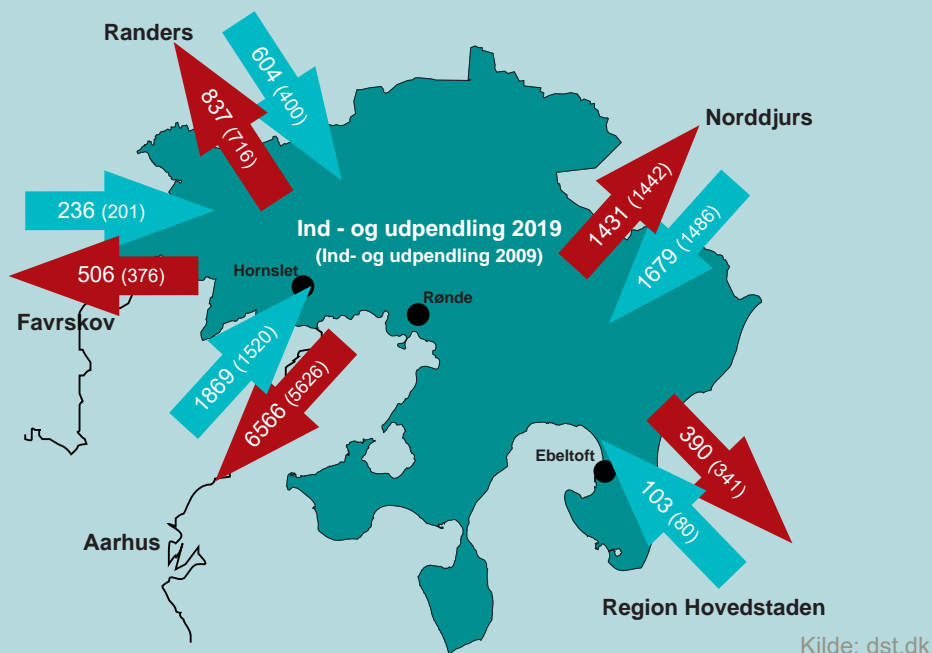 Randers
604 (400)
837 (716)
Norddjurs
1431 (1442)
1679 (1486)
236 (201)
Ind - og udpendling 2019
(Ind- og udpendling 2009)
506 (376)
Hornslet
Rønde
Favrskov
1869 (1520)
6566 (5626)
390 (341)
Ebeltoft
103 (80)
Aarhus
Region Hovedstaden
Kilde: dst.dk